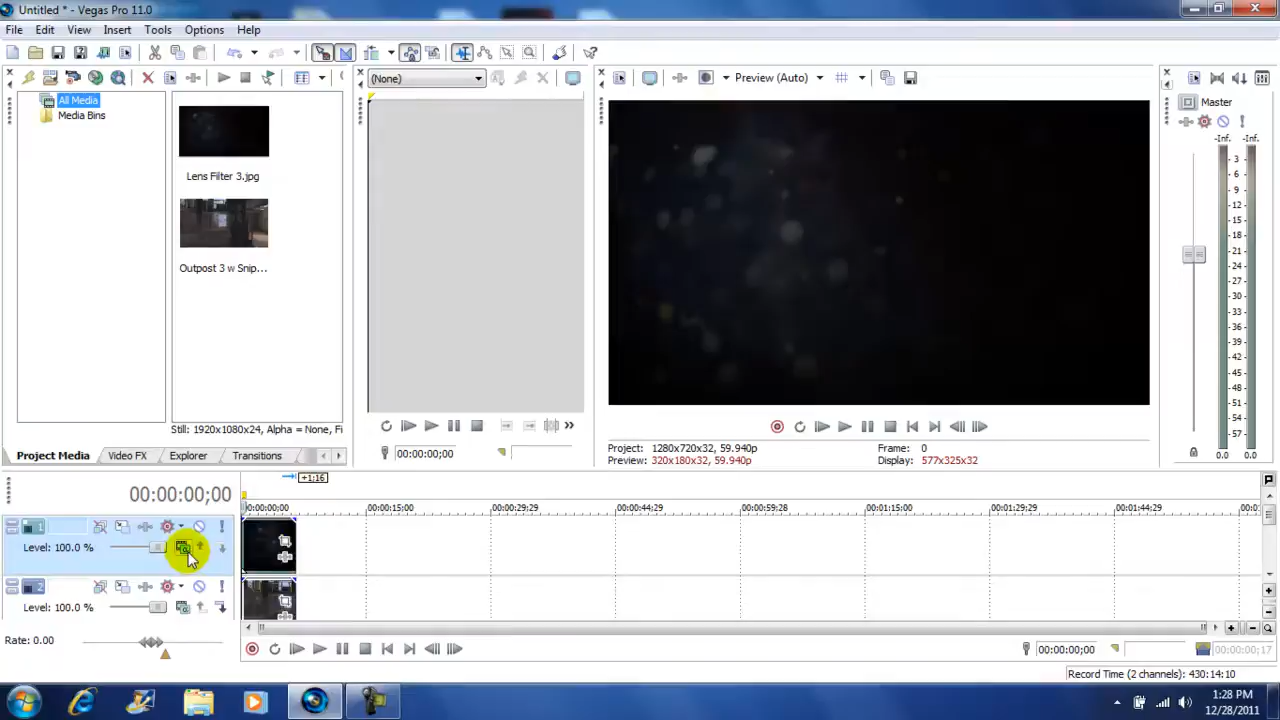 Untitled * - Vegas Pro 11.0
File Edit View Insert Tools Options Help
(None)
Preview (Auto)
All Media
Media Bins
Lens Filter 3.jpg
Outpost 3 w Snip...
Still: 1920x1080x24, Alpha = None, Fi
Master
-Inf. -Inf.
3
6
9
12
15
18
21
24
27
30
33
36
39
42
45
48
51
54
57
0.0 0.0
00:00:00;00
Project Media Video FX Explorer Transitions
Project: 1280x720x32, 59.940p
Preview: 320x180x32, 59.940p
Frame: 0
Display: 577x325x32
+1:16
00:00:00;00
00:00:00;00 00:00:15;00 00:00:29;29 00:00:44;29 00:00:59;28 00:01:15;00 00:01:29;29 00:01:44;29 00:0
1
Level: 100.0 %
2
Level: 100.0 %
Rate: 0.00
00:00:00;00
00:00:00;17
Record Time (2 channels): 430:14:10
1:28 PM
12/28/2011